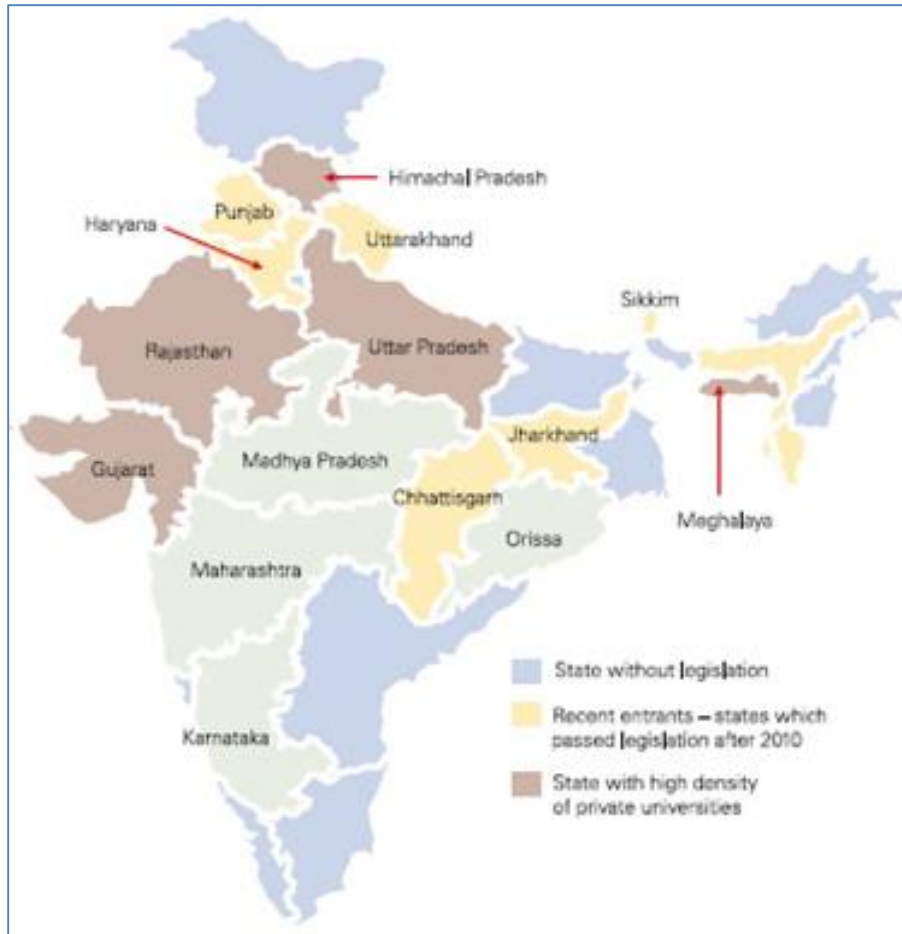 Himachal Pradesh
Punjab
Haryana
Uttarakhand
Sikkim
Rajasthan
Uttar Pradesh
Jharkhand
Gujarat
Madhya Pradesh
Chhattisgarh
Meghalaya
Orissa
Maharashtra
State without legislation
Recent entrants – states which
passed legislation after 2010
Karnataka
State with high density
of private universities